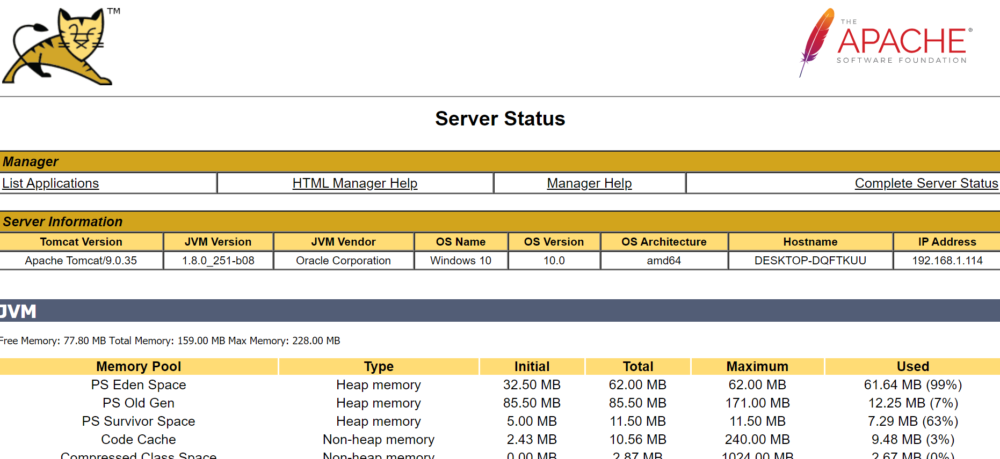 TM
THE
APACHE®
SOFTWARE FOUNDATION
Server Status
Manager
List Applications HTML Manager Help Manager Help Complete Server Status
Server Information
Tomcat Version JVM Version JVM Vendor OS Name OS Version OS Architecture Hostname IP Address
Apache Tomcat/9.0.35 1.8.0_251-b08 Oracle Corporation Windows 10 10.0 amd64 DESKTOP-DQFTKUU 192.168.1.114
JVM
Free Memory: 77.80 MB Total Memory: 159.00 MB Max Memory: 228.00 MB
Memory Pool Type Initial Total Maximum Used
PS Eden Space Heap memory 32.50 MB 62.00 MB 62.00 MB 61.64 MB (99%)
PS Old Gen Heap memory 85.50 MB 85.50 MB 171.00 MB 12.25 MB (7%)
PS Survivor Space Heap memory 5.00 MB 11.50 MB 11.50 MB 7.29 MB (63%)
Code Cache Non-heap memory 2.43 MB 10.56 MB 240.00 MB 9.48 MB (3%)
Compressed Class Space Non-heap memory 0.00 MB 2.87 MB 1024.00 MB 2.67 MB (0%)